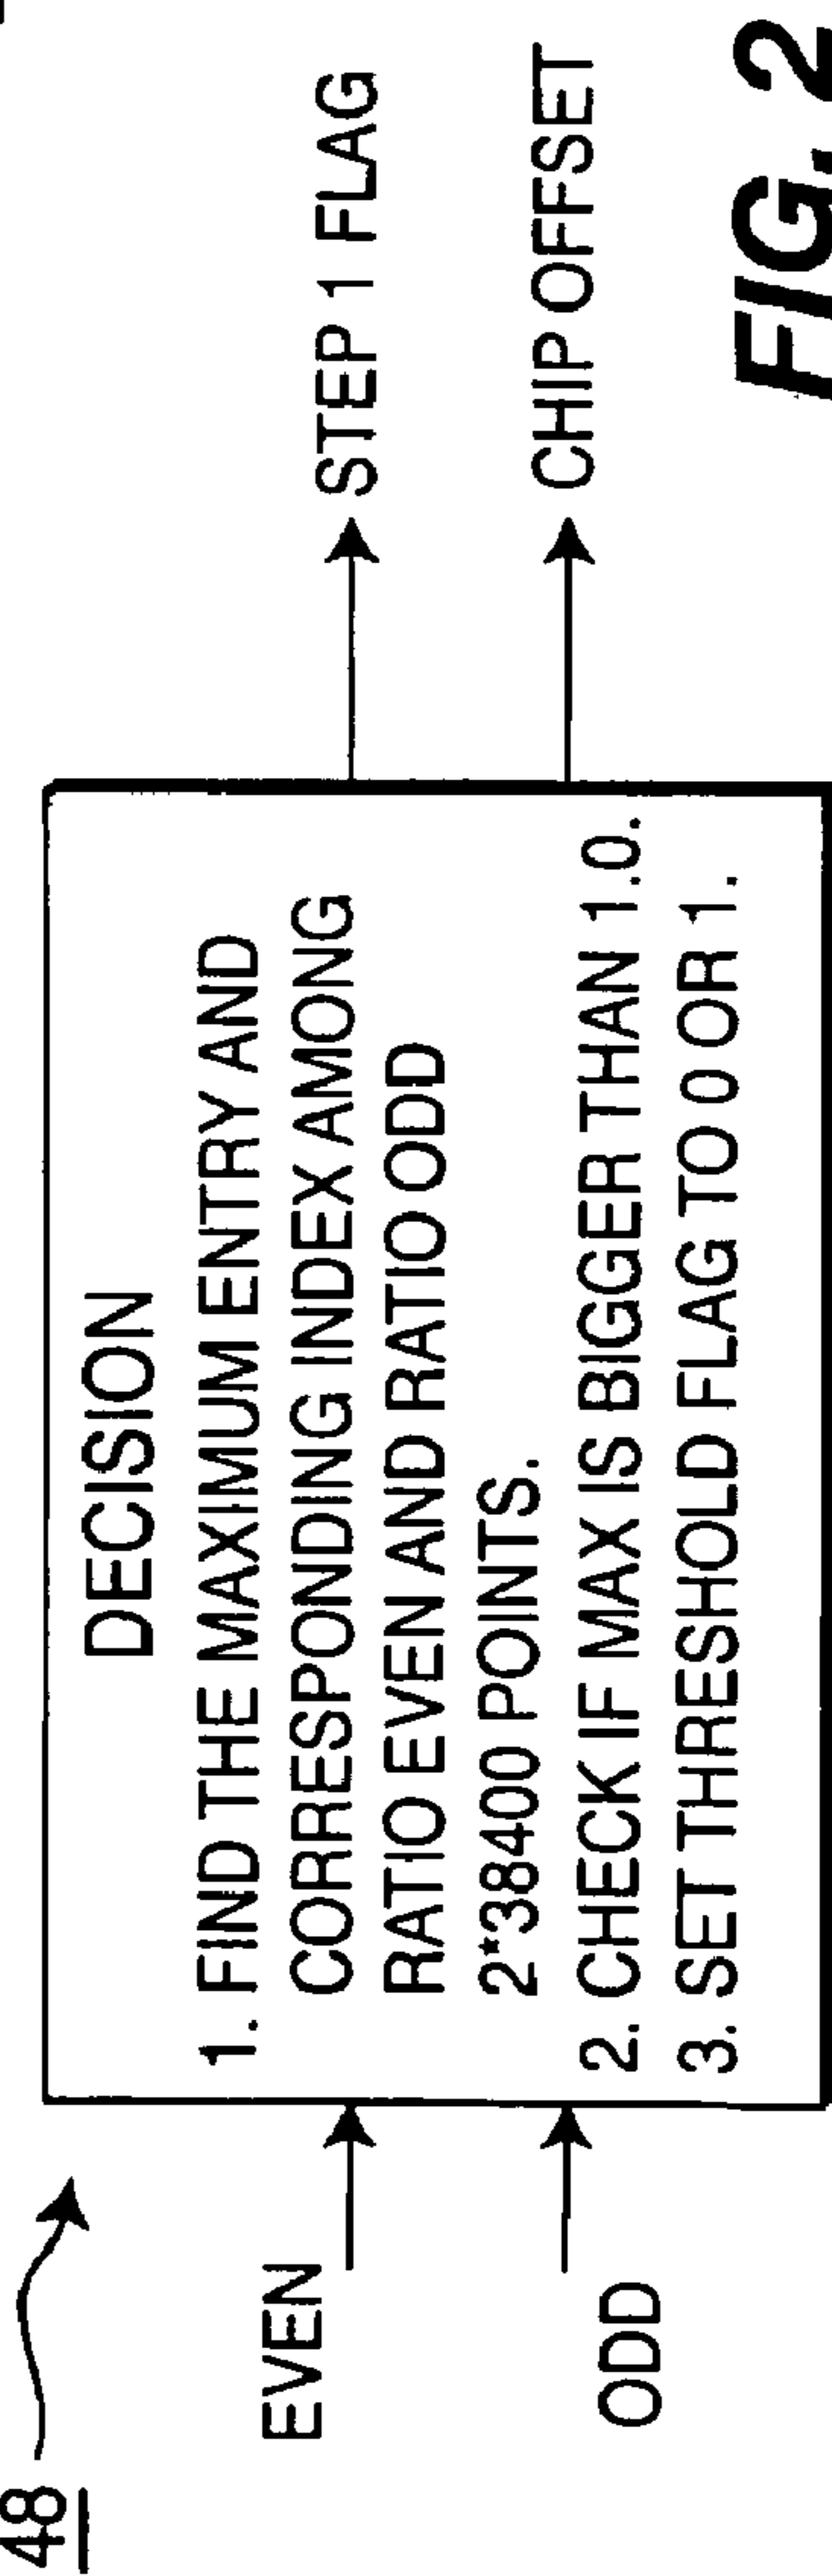 48
EVEN
ODD
DECISION
1. FIND THE MAXIMUM ENTRY AND
CORRESPONDING INDEX AMONG
RATIO EVEN AND RATIO ODD
2*38400 POINTS.
2. CHECK IF MAX IS BIGGER THAN 1.0.
3. SET THRESHOLD FLAG TO 0 OR 1.
STEP 1 FLAG
CHIP OFFSET
FIG. 2